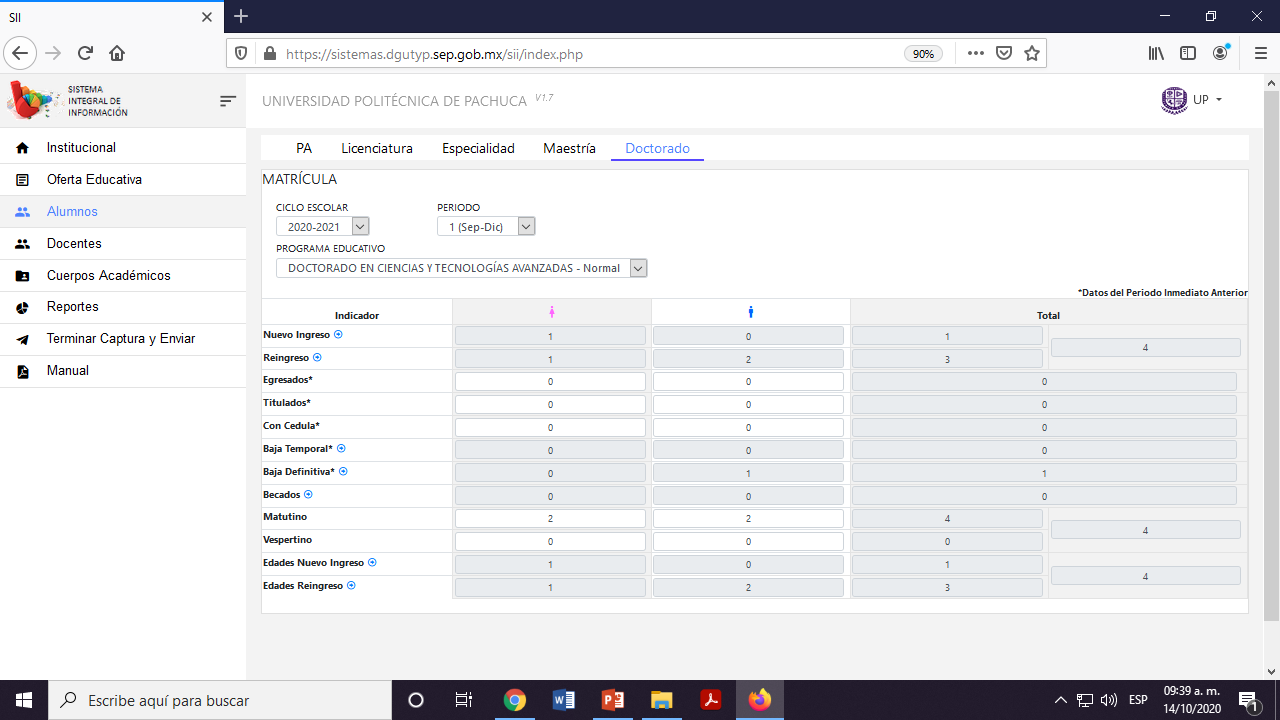 SII
https://sistemas.dgutyp.sep.gob.mx/sii/index.php
90%
SISTEMA
INTEGRAL DE
INFORMACIÓN
UNIVERSIDAD POLITÉCNICA DE PACHUCA V1.7
UP
Institucional
Oferta Educativa
Alumnos
Docentes
Cuerpos Académicos
Reportes
Terminar Captura y Enviar
Manual
PA Licenciatura Especialidad Maestría Doctorado
MATRÍCULA
CICLO ESCOLAR PERIODO
2020-2021 1 (Sep-Dic)
PROGRAMA EDUCATIVO
DOCTORADO EN CIENCIAS Y TECNOLOGÍAS AVANZADAS - Normal
*Datos del Periodo Inmediato Anterior
Indicador Total
Nuevo Ingreso 1 0 1 4
Reingreso 1 2 3
Egresados* 0 0 0
Titulados* 0 0 0
Con Cedula* 0 0 0
Baja Temporal* 0 0 0
Baja Definitiva* 0 1 1
Becados 0 0 0
Matutino 2 2 4 4
Vespertino 0 0 0
Edades Nuevo Ingreso 1 0 1 4
Edades Reingreso 1 2 3
Escribe aquí para buscar
ESP
09:39 a. m.
14/10/2020
1